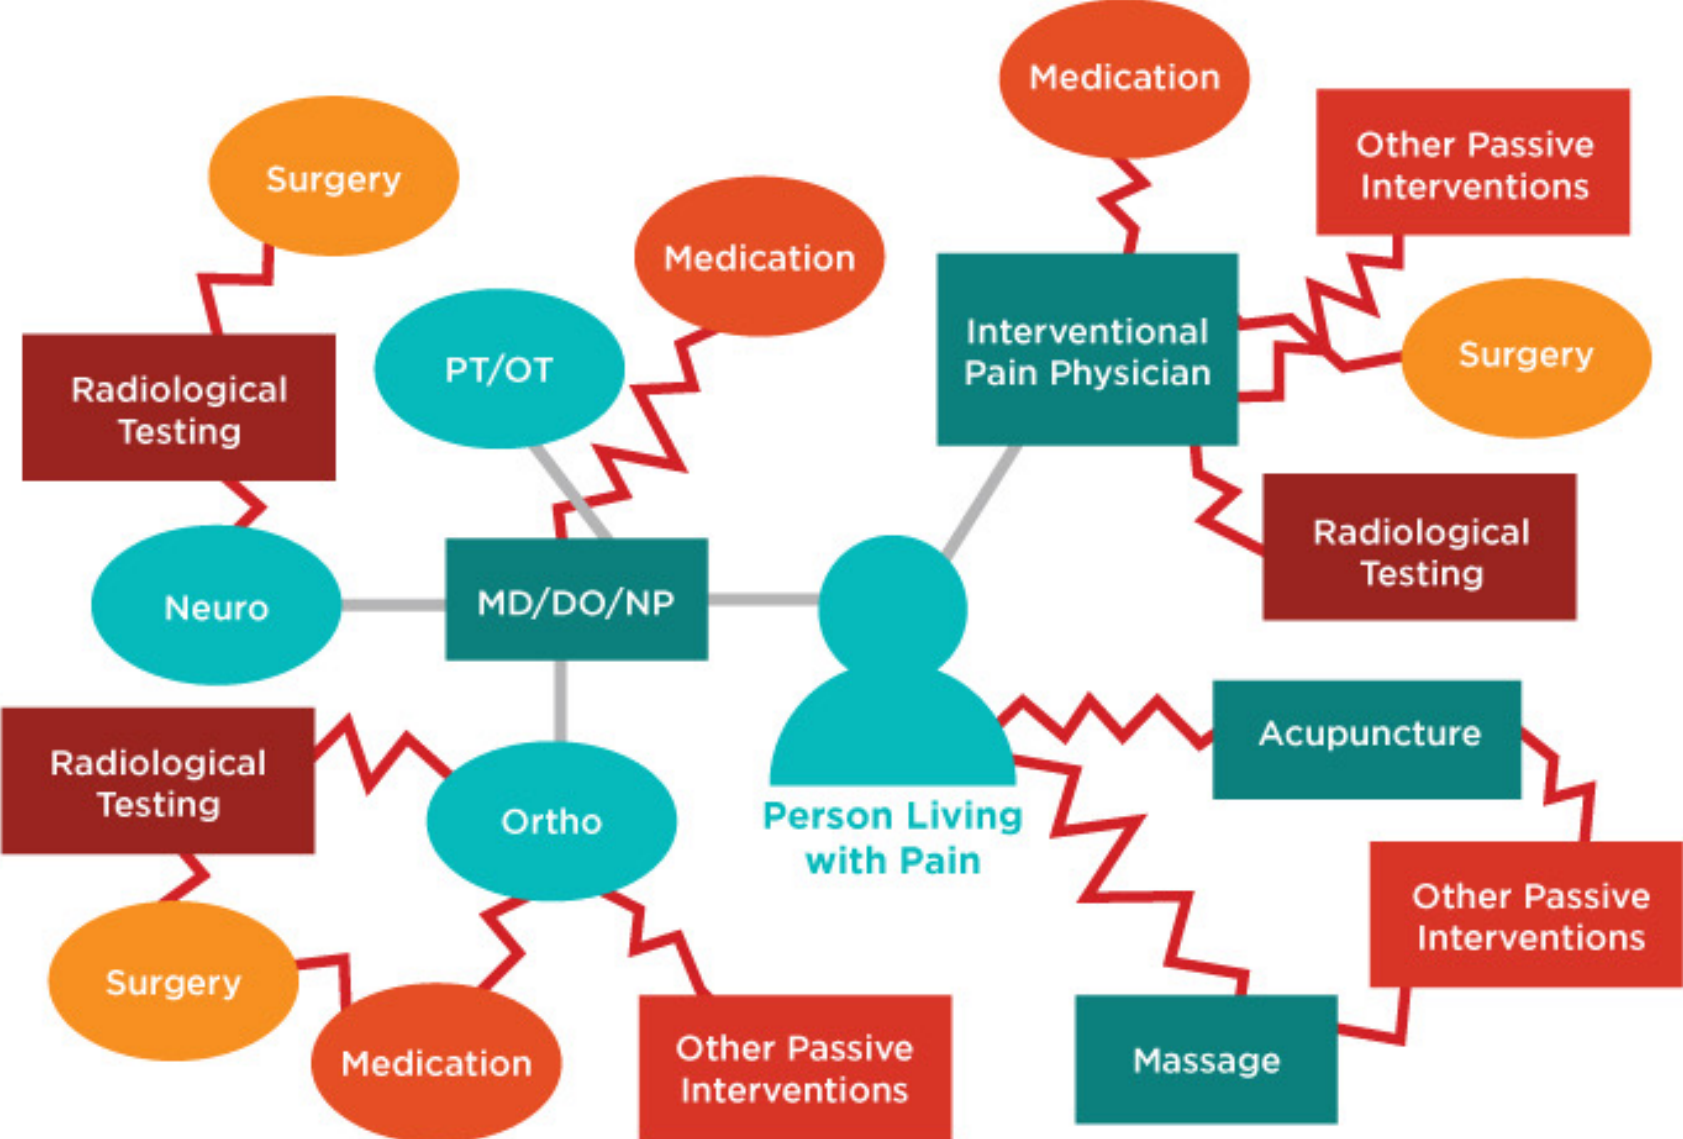 Medication
Other Passive
Interventions
Surgery
Medication
Interventional
Pain Physician
Surgery
PT/OT
Radiological
Testing
Radiological
Testing
Neuro
MD/DO/NP
Acupuncture
Radiological
Testing
Ortho
Person Living
with Pain
Other Passive
Interventions
Surgery
Medication
Other Passive
Interventions
Massage